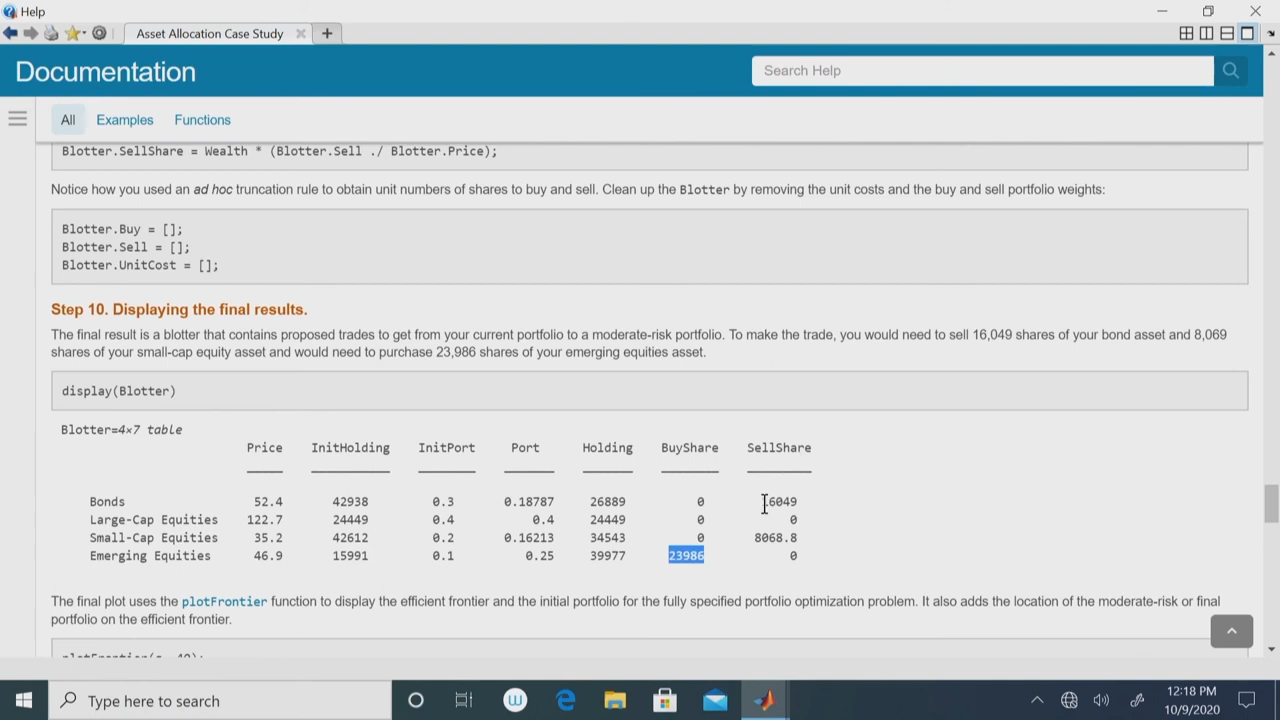 Help
Asset Allocation Case Study
Documentation
Search Help
All Examples Functions
Blotter.SellShare = Wealth * (Blotter.Sell ./ Blotter.Price);
Notice how you used an ad hoc truncation rule to obtain unit numbers of shares to buy and sell. Clean up the Blotter by removing the unit costs and the buy and sell portfolio weights:
Blotter.Buy = [];
Blotter.Sell = [];
Blotter.UnitCost = [];
Step 10. Displaying the final results.
The final result is a blotter that contains proposed trades to get from your current portfolio to a moderate-risk portfolio. To make the trade, you would need to sell 16,049 shares of your bond asset and 8,069
shares of your small-cap equity asset and would need to purchase 23,986 shares of your emerging equities asset.
display(Blotter)
Blotter=4×7 table
Price InitHolding InitPort Port Holding BuyShare SellShare
Bonds 52.4 42938 0.3 0.18787 26889 0 16049
Large-Cap Equities 122.7 24449 0.4 0.4 24449 0 0
Small-Cap Equities 35.2 42612 0.2 0.16213 34543 0 8068.8
Emerging Equities 46.9 15991 0.1 0.25 39977 23986 0
The final plot uses the plotFrontier function to display the efficient frontier and the initial portfolio for the fully specified portfolio optimization problem. It also adds the location of the moderate-risk or final
portfolio on the efficient frontier.
plotFrontier(q, 40);
Type here to search
12:18 PM
10/9/2020